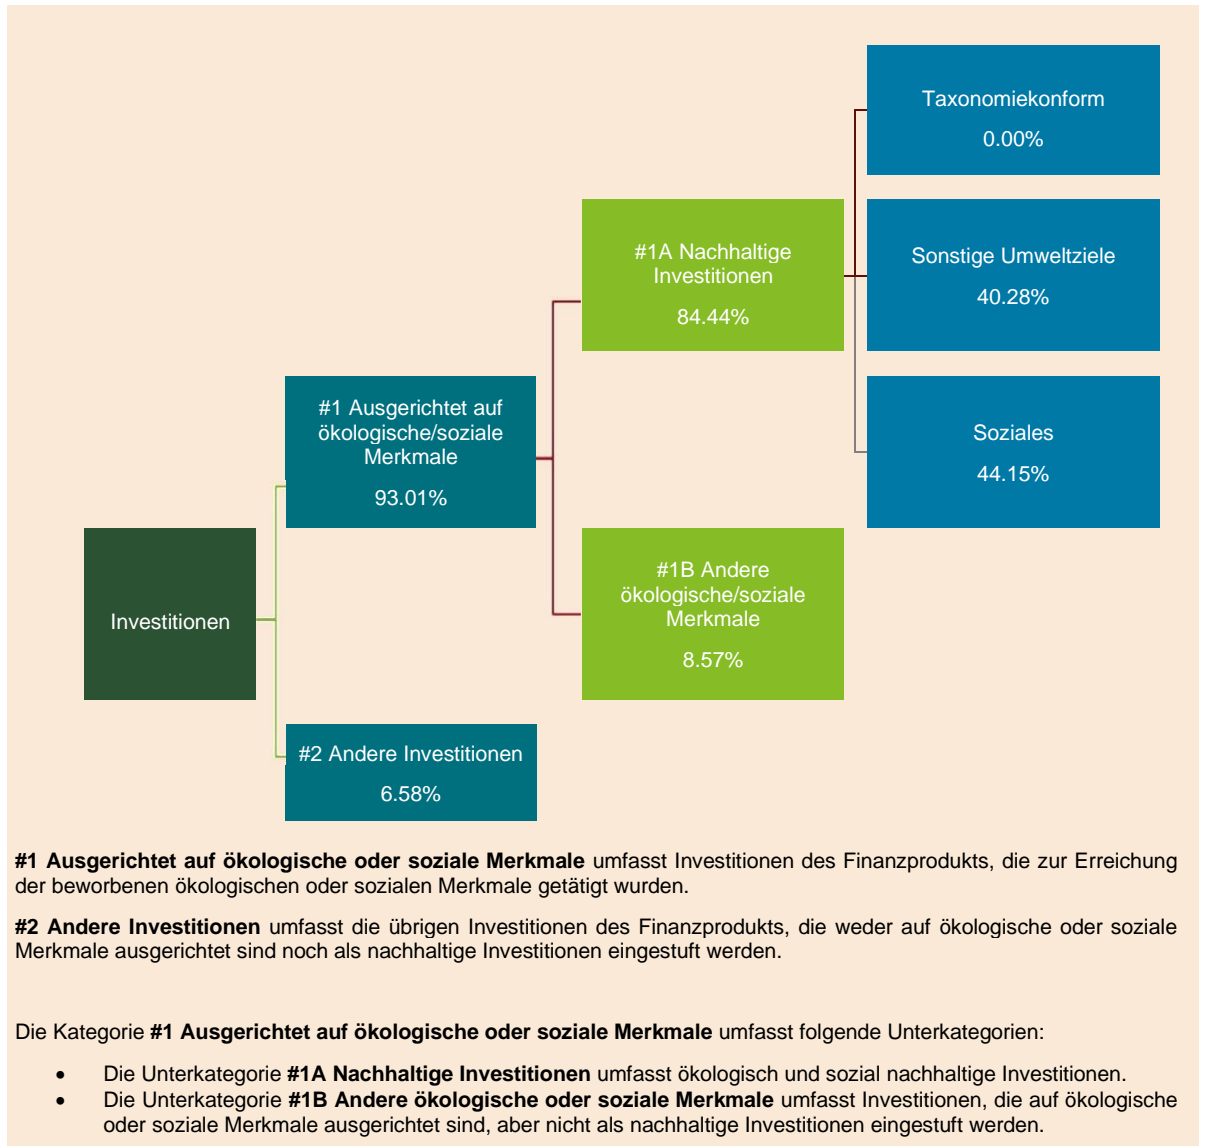 Taxonomiekonform
0.00%
#1A Nachhaltige
Investitionen
84.44%
Sonstige Umweltziele
40.28%
#1 Ausgerichtet auf
ökologische/soziale
Merkmale
93.01%
Soziales
44.15%
Investitionen
#1B Andere
ökologische/soziale
Merkmale
8.57%
#2 Andere Investitionen
6.58%
#1 Ausgerichtet auf ökologische oder soziale Merkmale umfasst Investitionen des Finanzprodukts, die zur Erreichung
der beworbenen ökologischen oder sozialen Merkmale getätigt wurden.
#2 Andere Investitionen umfasst die übrigen Investitionen des Finanzprodukts, die weder auf ökologische oder soziale
Merkmale ausgerichtet sind noch als nachhaltige Investitionen eingestuft werden.
Die Kategorie #1 Ausgerichtet auf ökologische oder soziale Merkmale umfasst folgende Unterkategorien:
• Die Unterkategorie #1A Nachhaltige Investitionen umfasst ökologisch und sozial nachhaltige Investitionen.
• Die Unterkategorie #1B Andere ökologische oder soziale Merkmale umfasst Investitionen, die auf ökologische
oder soziale Merkmale ausgerichtet sind, aber nicht als nachhaltige Investitionen eingestuft werden.